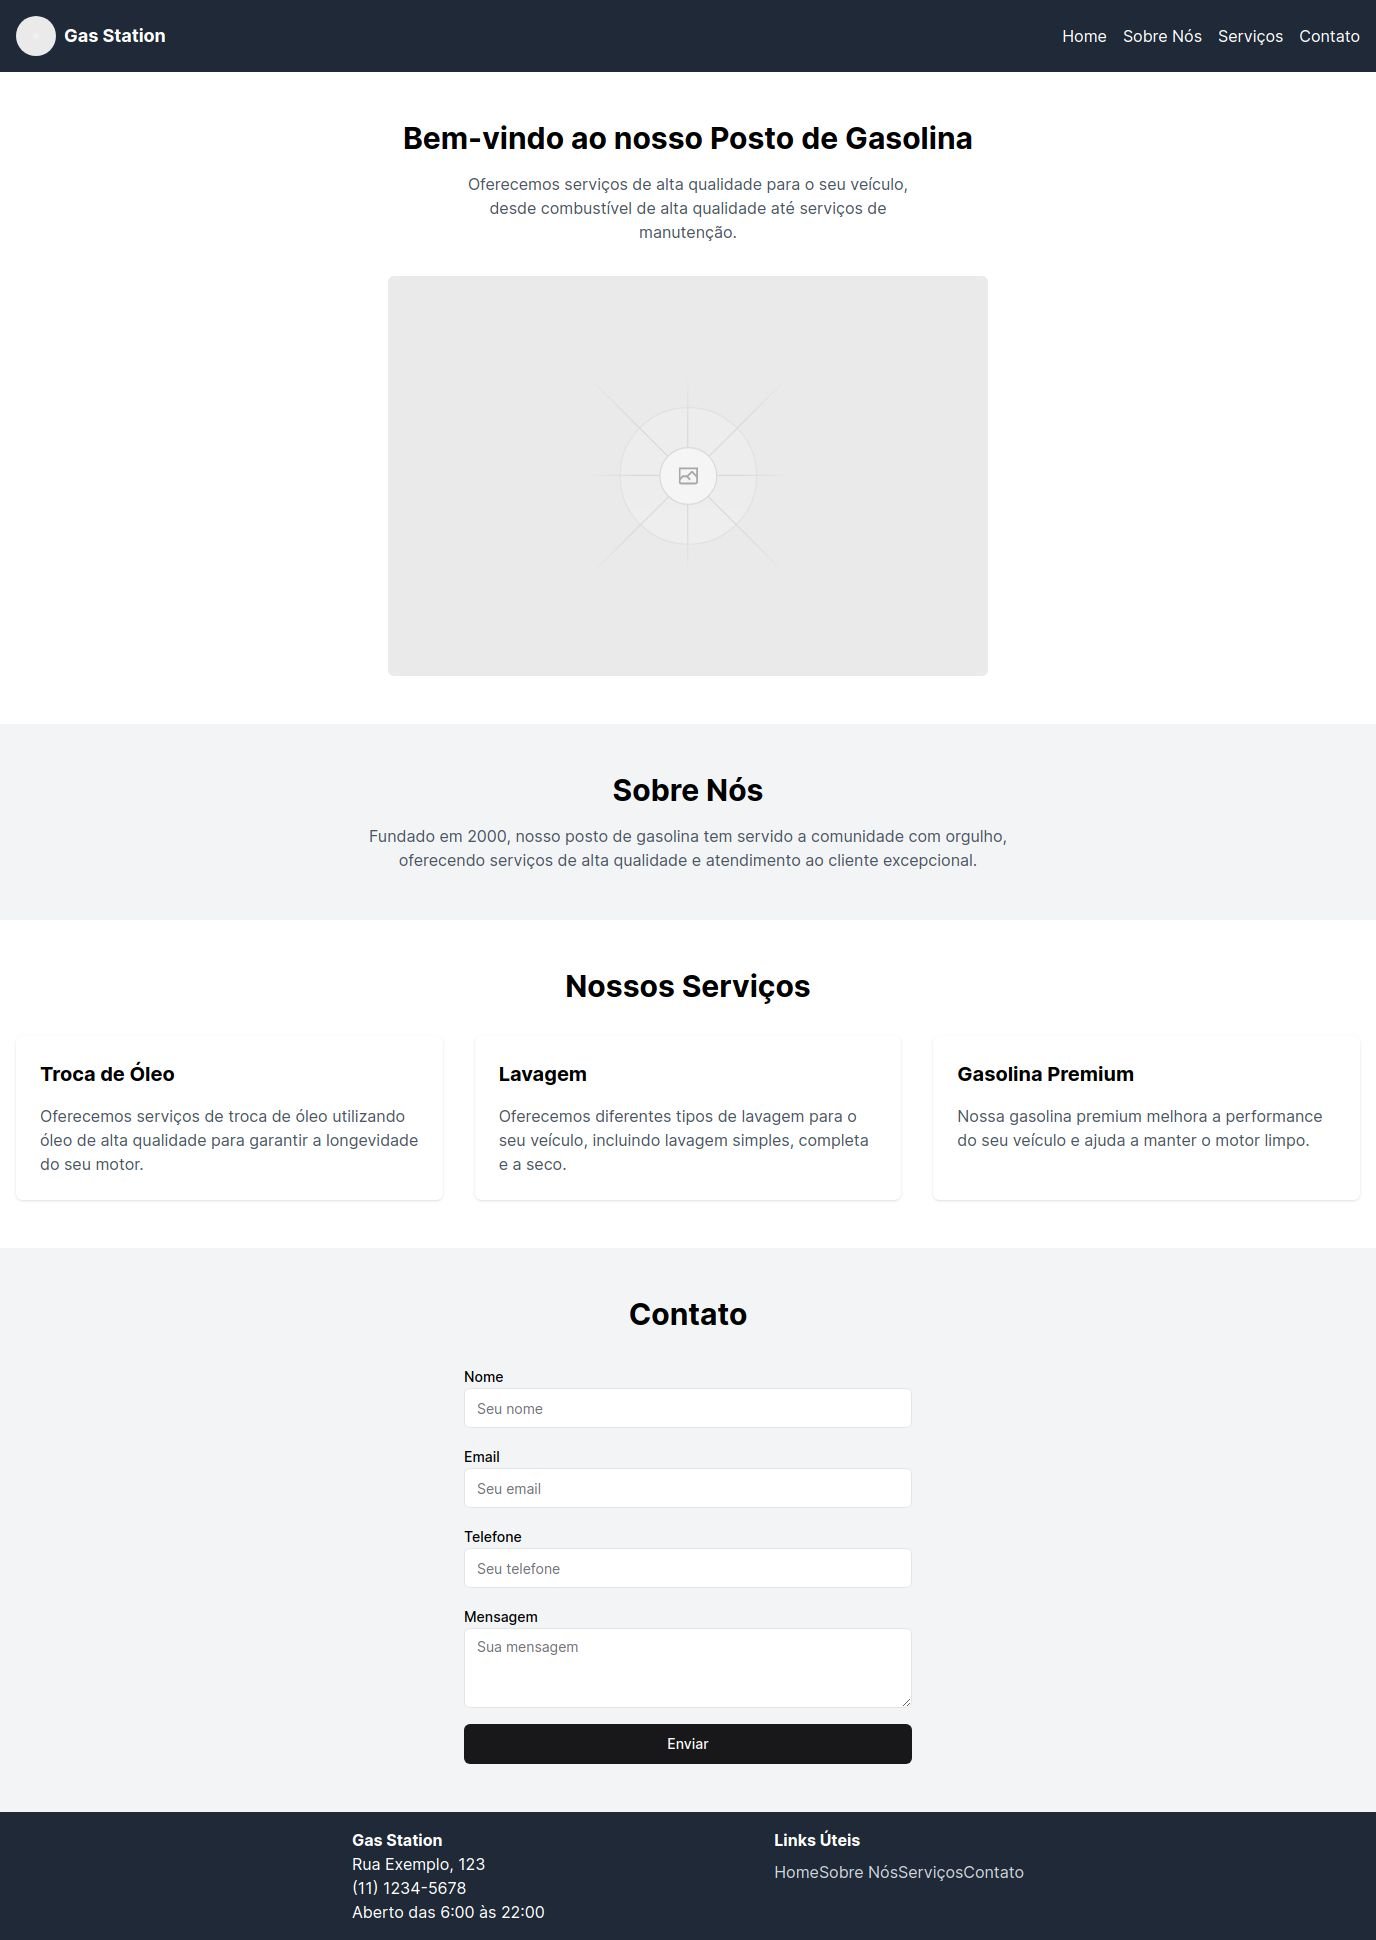 Gas Station
Home Sobre Nós Serviços Contato
Bem-vindo ao nosso Posto de Gasolina
Oferecemos serviços de alta qualidade para o seu veículo,
desde combustível de alta qualidade até serviços de
manutenção.
Sobre Nós
Fundado em 2000, nosso posto de gasolina tem servido a comunidade com orgulho,
oferecendo serviços de alta qualidade e atendimento ao cliente excepcional.
Nossos Serviços
Troca de Óleo
Oferecemos serviços de troca de óleo utilizando
óleo de alta qualidade para garantir a longevidade
do seu motor.
Lavagem
Oferecemos diferentes tipos de lavagem para o
seu veículo, incluindo lavagem simples, completa
e a seco.
Gasolina Premium
Nossa gasolina premium melhora a performance
do seu veículo e ajuda a manter o motor limpo.
Contato
Nome
Seu nome
Email
Seu email
Telefone
Seu telefone
Mensagem
Sua mensagem
Enviar
Gas Station
Rua Exemplo, 123
(11) 1234-5678
Aberto das 6:00 às 22:00
Links Úteis
HomeSobre NósServiçosContato